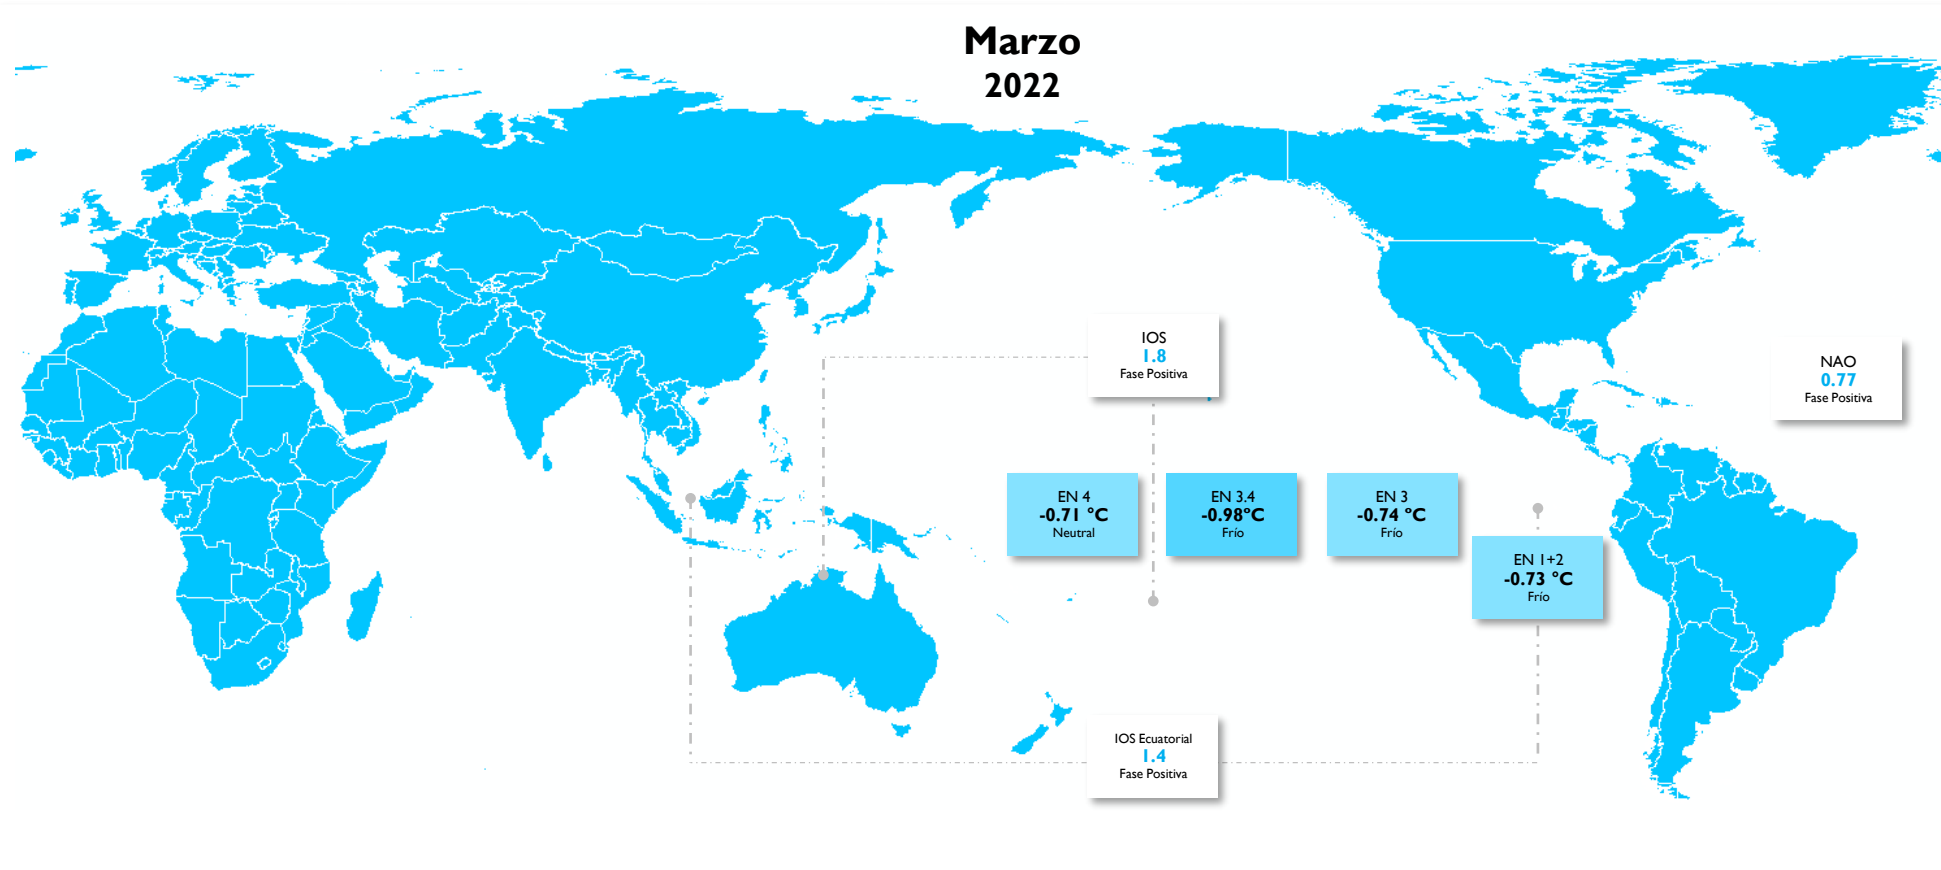 Marzo
2022
IOS
1.8
Fase Positiva
NAO
0.77
Fase Positiva
EN 4
-0.71 °C
Neutral
EN 3.4
-0.98°C
Frío
EN 3
-0.74 °C
Frío
EN 1+2
-0.73 °C
Frío
IOS Ecuatorial
1.4
Fase Positiva